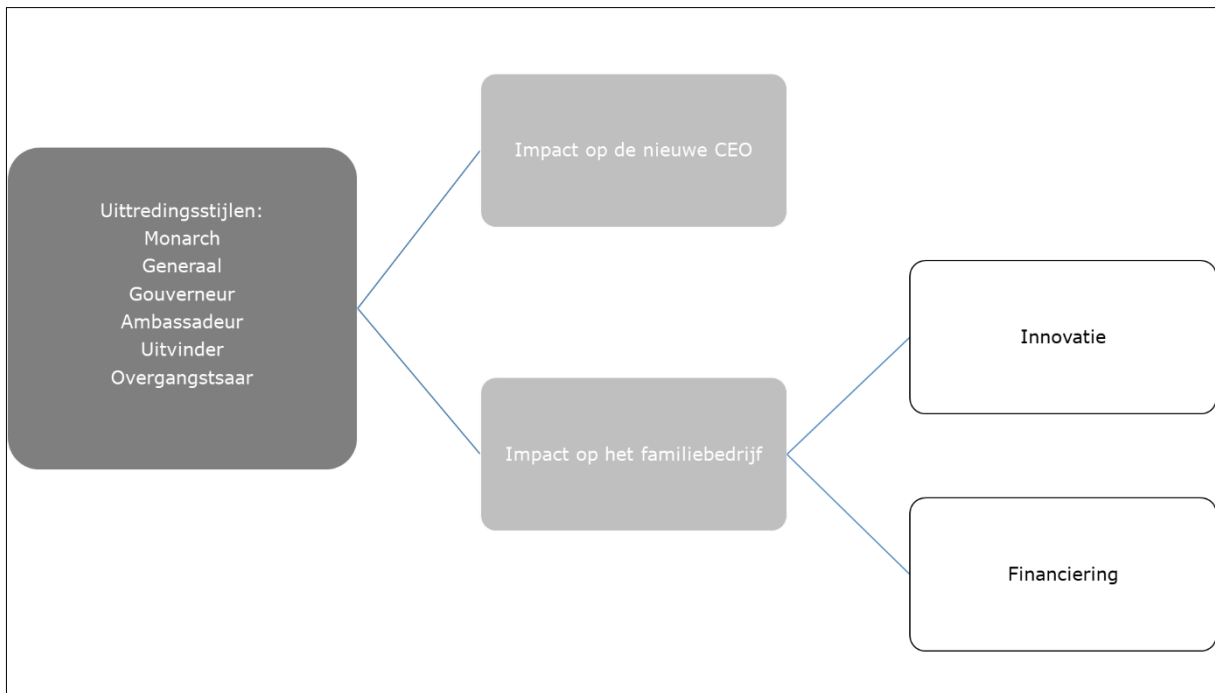 Uittredingsstijlen:
Monarch
Generaal
Gouverneur
Ambassadeur
Uitvinder
Overgangstsaar
Impact op de nieuwe CEO
Impact op het familiebedrijf
Innovatie
Financiering